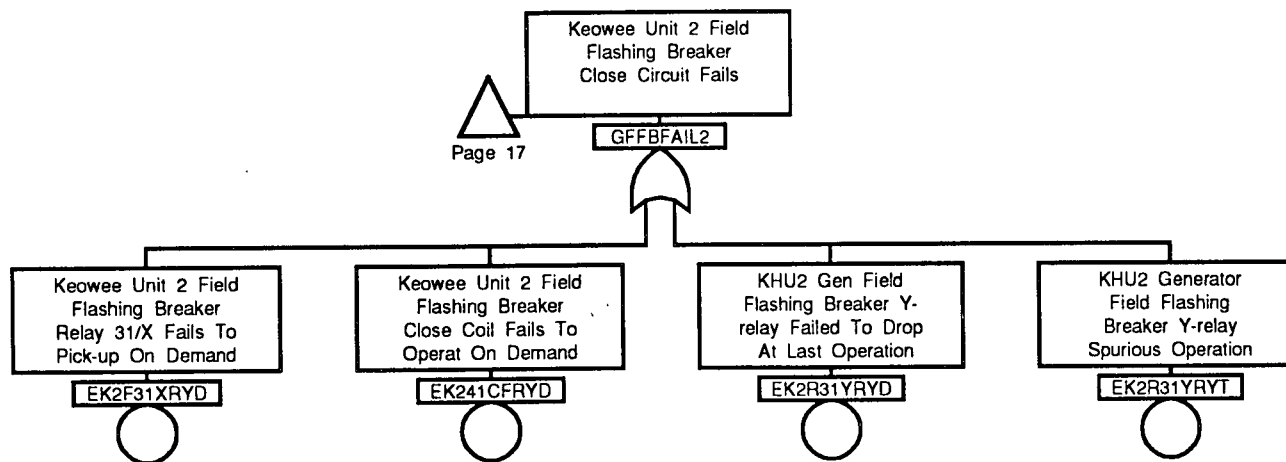 Keowee Unit 2 Field
Flashing Breaker
Close Circuit Fails
Page 17
GFFBFAIL2
Keowee Unit 2 Field
Flashing Breaker
Relay 31/X Fails To
Pick-up On Demand
EK2F31XRYD
Keowee Unit 2 Field
Flashing Breaker
Close Coil Fails To
Operat On Demand
EK241CFRYD
KHU2 Gen Field
Flashing Breaker Y-
relay Failed To Drop
At Last Operation
EK2R31YRYD
KHU2 Generator
Field Flashing
Breaker Y-relay
Spurious Operation
EK2R31YRYT